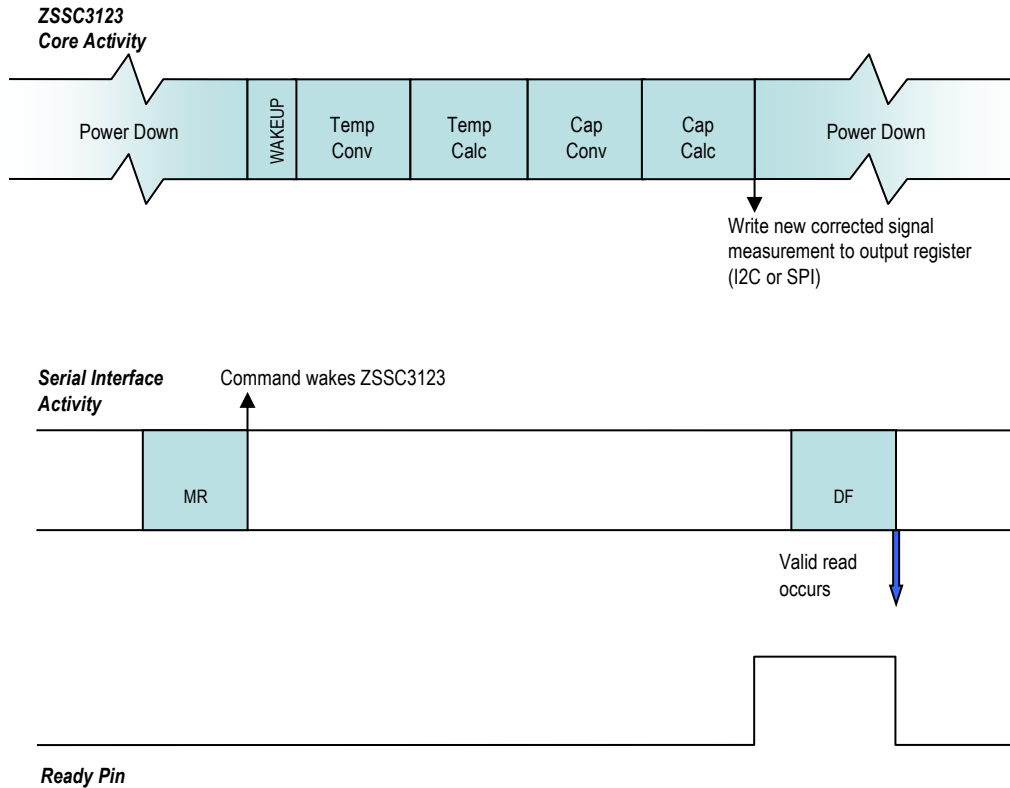 ZSSC3123
Core Activity
Power Down
WAKEUP
Temp
Conv
Temp
Calc
Cap
Conv
Cap
Calc
Power Down
Write new corrected signal
measurement to output register
(I2C or SPI)
Serial Interface
Activity
Command wakes ZSSC3123
MR
DF
Valid read
occurs
Ready Pin